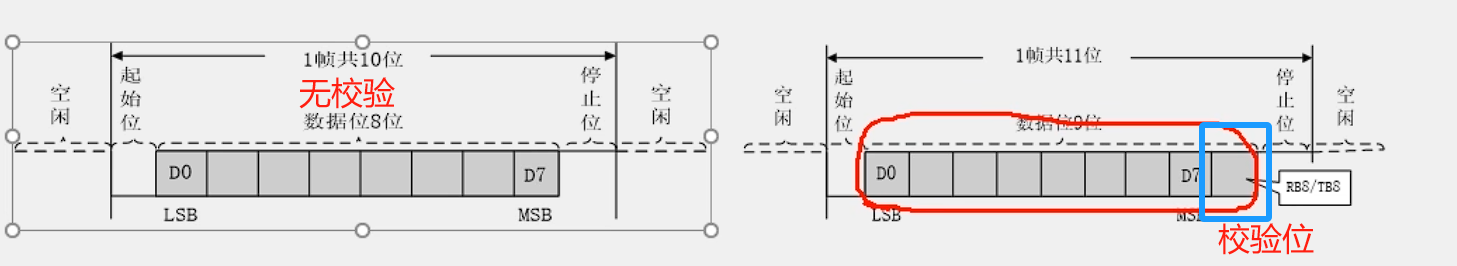 1帧共10位
空闲
起始位
无校验
数据位8位
停止位
空闲
D0
D7
LSB
MSB
1帧共11位
空闲
起始位
数据位9位
停止位
空闲
D0
D7
RB8/TB8
LSB
校验位